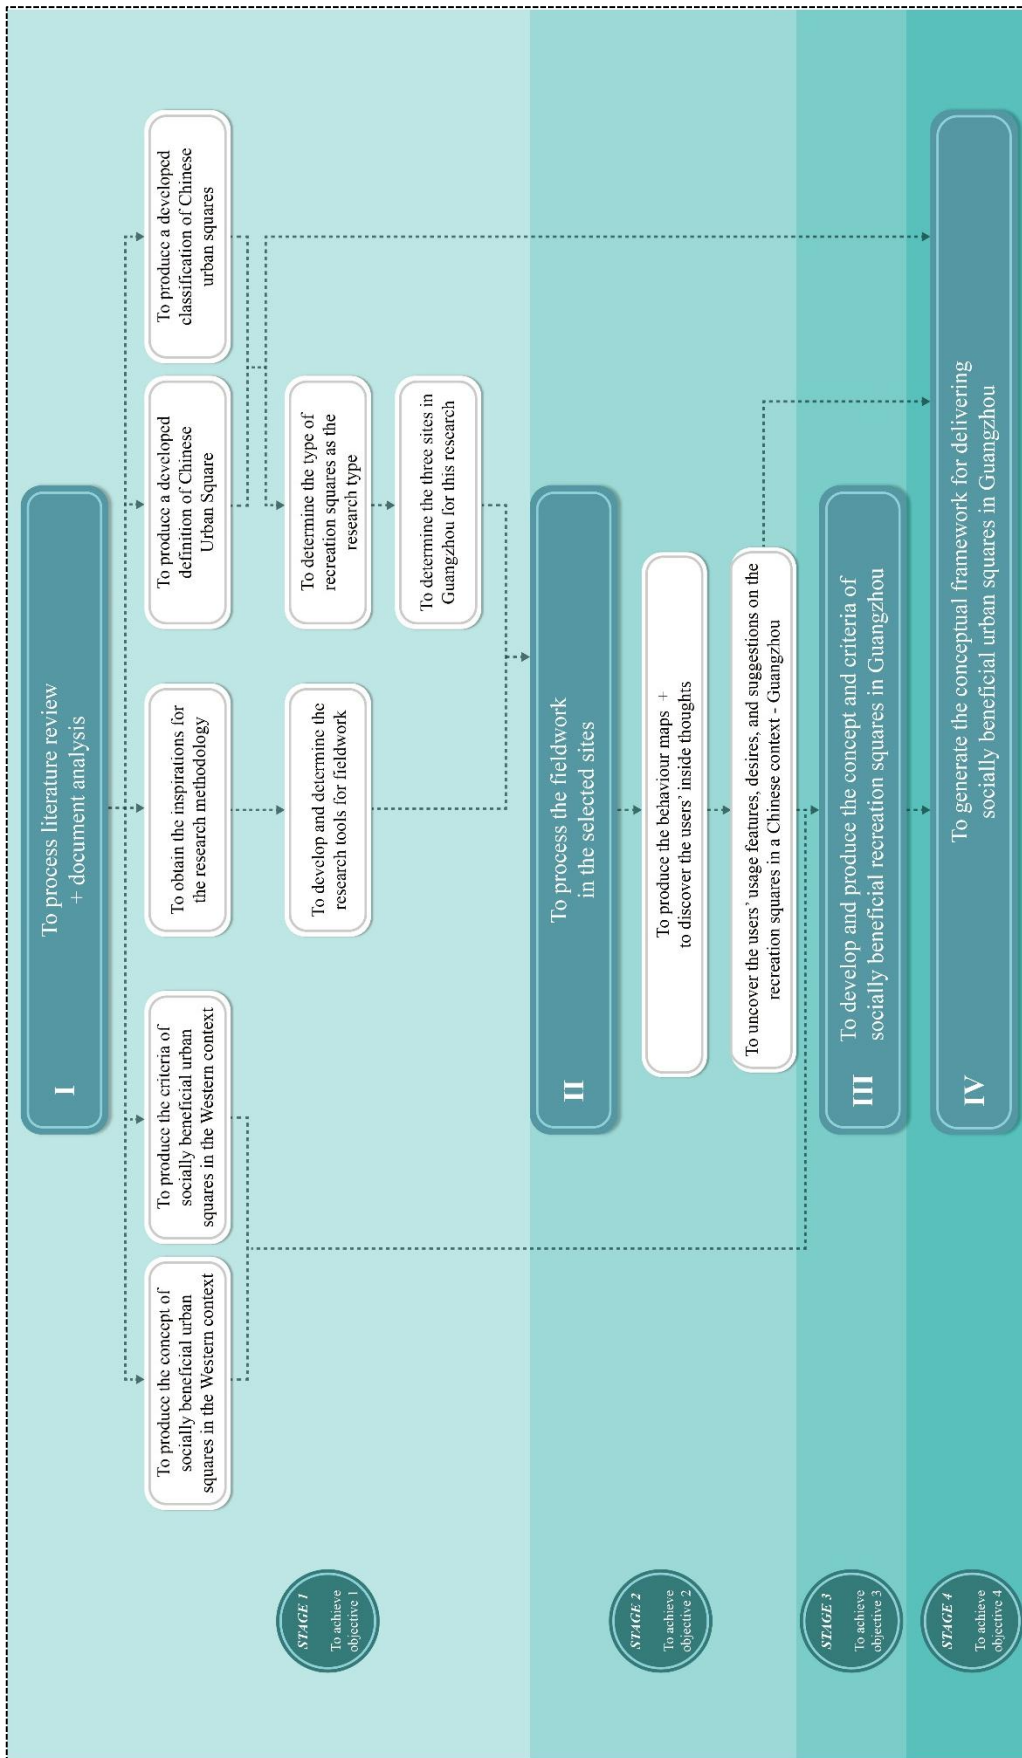 STAGE 1
To achieve
objective 1
I
To process literature review
+ document analysis
To produce the concept of
socially beneficial urban
squares in the Western context
To produce the criteria of
socially beneficial urban
squares in the Western context
To obtain the inspirations for
the research methodology
To produce a developed
definition of Chinese
Urban Square
To produce a developed
classification of Chinese
urban squares
To develop and determine the
research tools for fieldwork
To determine the type of
recreation squares as the
research type
To determine the three sites in
Guangzhou for this research
STAGE 2
To achieve
objective 2
II
To process the fieldwork
in the selected sites
To produce the behaviour maps +
to discover the users' inside thoughts
To uncover the users' usage features, desires, and suggestions on the
recreation squares in a Chinese context - Guangzhou
STAGE 3
To achieve
objective 3
III
To develop and produce the concept and criteria of
socially beneficial recreation squares in Guangzhou
STAGE 4
To achieve
objective 4
IV
To generate the conceptual framework for delivering
socially beneficial urban squares in Guangzhou